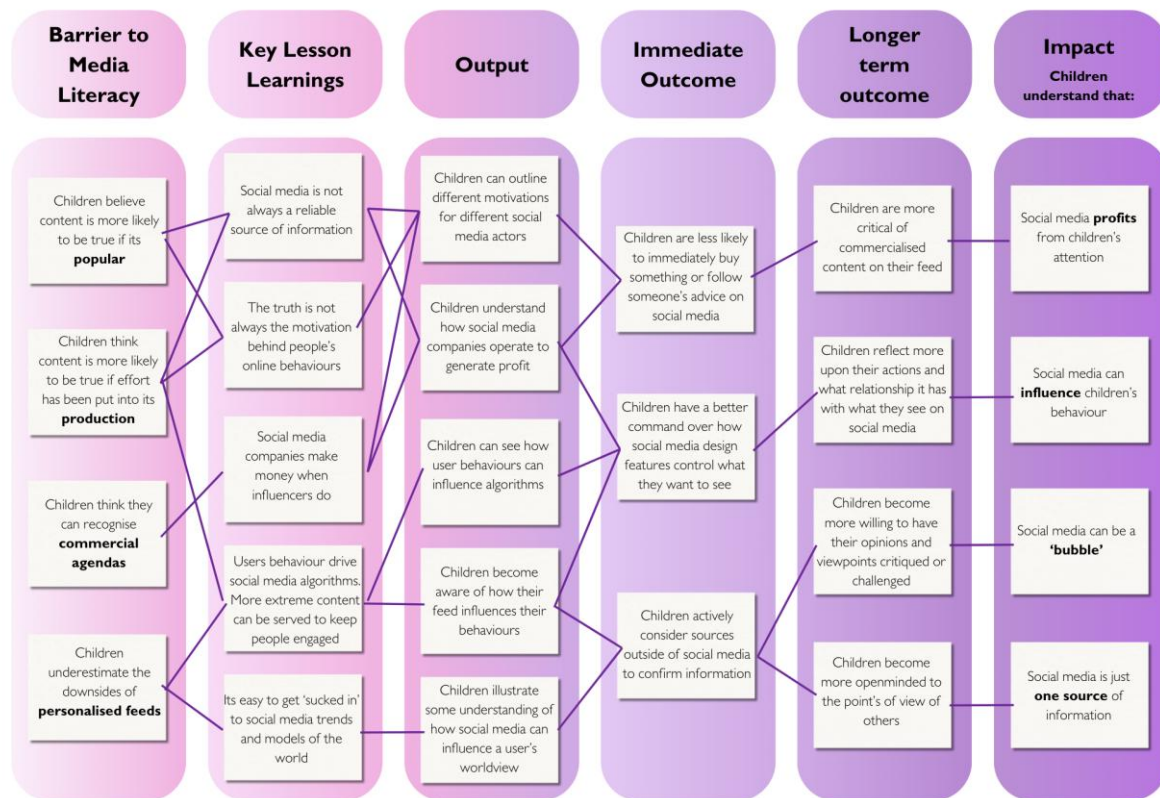 Barrier to
Media
Literacy
Key Lesson
Learnings
Output
Immediate
Outcome
Longer
term
outcome
Impact
Children
understand that:
Children believe
content is more likely
to be true if its
popular
Children think
content is more likely
to be true if effort
has been put into its
production
Children think they
can recognise
commercial
agendas
Children
underestimate the
downsides of
personalised feeds
Social media is not
always a reliable
source of information
The truth is not
always the motivation
behind people's
online behaviours
Social media
companies make
money when
influencers do
Users behaviour drive
social media algorithms.
More extreme content
can be served to keep
people engaged
Its easy to get 'sucked in'
to social media trends
and models of the
world
Children can outline
different motivations
for different social
media actors
Children understand
how social media
companies operate to
generate profit
Children can see how
user behaviours can
influence algorithms
Children become
aware of how their
feed influences their
behaviours
Children illustrate
some understanding of
how social media can
influence a user's
worldview
Children are less likely
to immediately buy
something or follow
someone's advice on
social media
Children have a better
command over how
social media design
features control what
they want to see
Children actively
consider sources
outside of social media
to confirm information
Children are more
critical of
commercialised
content on their feed
Children reflect more
upon their actions and
what relationship it has
with what they see on
social media
Children become
more willing to have
their opinions and
viewpoints critiqued or
challenged
Children become
more openminded to
the point's of view of
others
Social media profits
from children's
attention
Social media can
influence children's
behaviour
Social media can be a
'bubble'
Social media is just
one source of
information